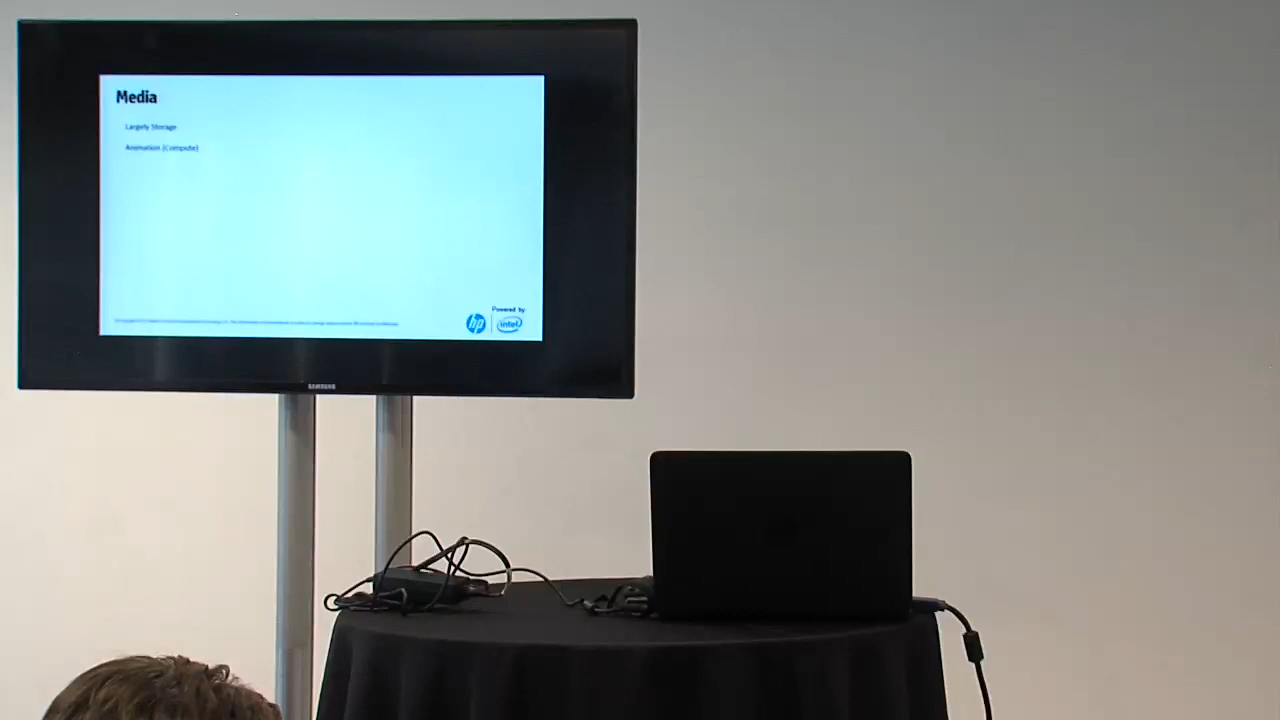 Media
Largely Storage
Animation (Compute)
Powered by
hp
intel
SAMSUNG